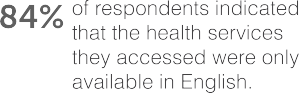 84% of respondents indicated
that the health services
they accessed were only
available in English.